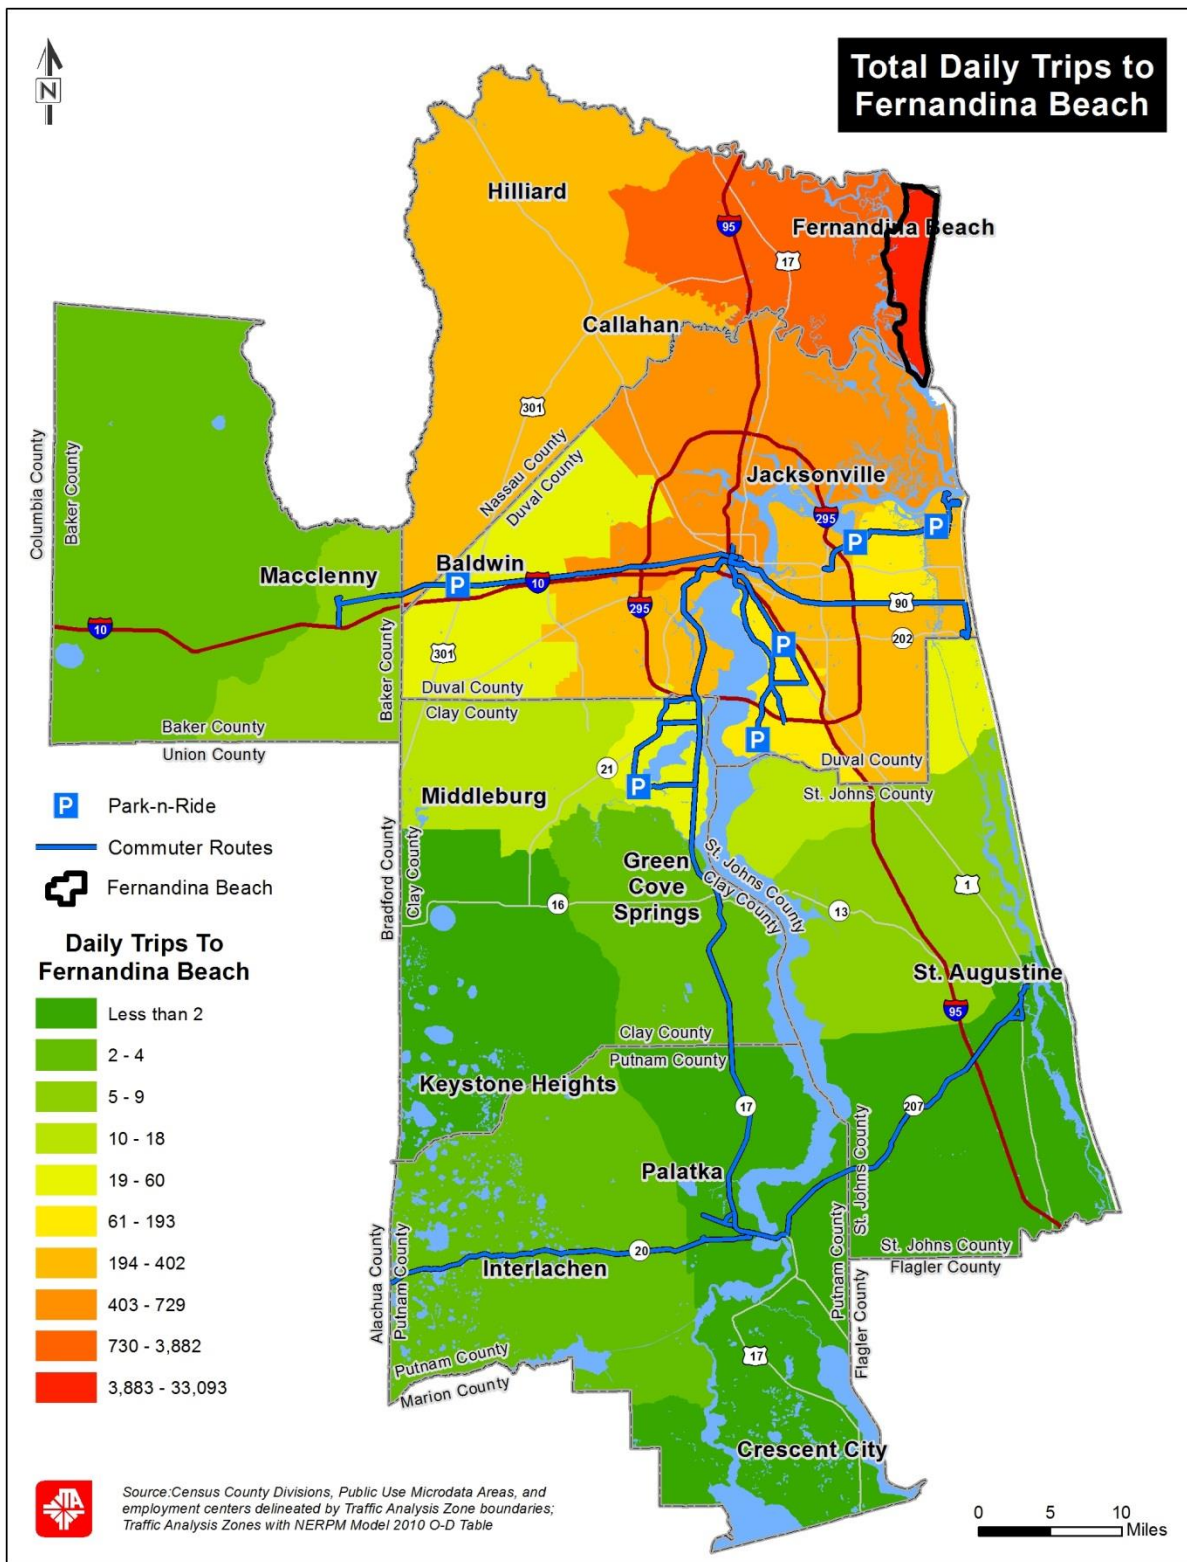 Total Daily Trips to
Fernandina Beach
N
Hilliard
95
Fernandina Beach
17
Callahan
301
Nassau County
Duval County
Columbia County
Baker County
Jacksonville
295
P
P
Macclenny
Baldwin
P
10
295
90
202
10
301
P
Baker County
Duval County
Clay County
Baker County
Union County
P
Duval County
St. Johns County
21
P
Middleburg
Bradford County
Clay County
Green
Cove
Springs
St. Johns County
Clay County
16
13
1
St. Augustine
95
Clay County
Putnam County
Keystone Heights
17
207
Palatka
St. Johns County
Putnam County
Flagler County
20
Interlachen
St. Johns County
Flagler County
Alachua County
Putnam County
Putnam County
Marion County
17
Crescent City
P Park-n-Ride
Commuter Routes
Fernandina Beach
Daily Trips To
Fernandina Beach
Less than 2
2 - 4
5 - 9
10 - 18
19 - 60
61 - 193
194 - 402
403 - 729
730 - 3,882
3,883 - 33,093
JTA
Source:Census County Divisions, Public Use Microdata Areas, and
employment centers delineated by Traffic Analysis Zone boundaries;
Traffic Analysis Zones with NERPM Model 2010 O-D Table
0 5 10
Miles